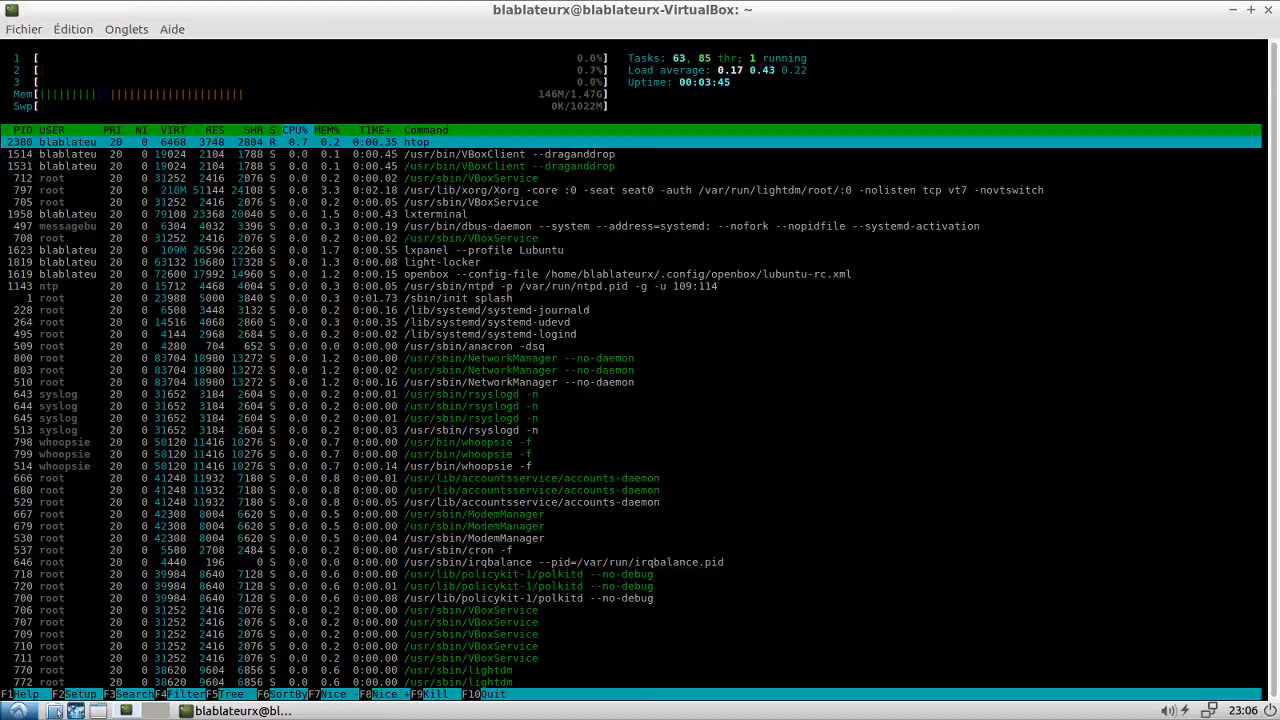 blablateurx@blablateurx-VirtualBox: ~
Fichier Édition Onglets Aide
1 [ 0.0%] Tasks: 63, 85 thr; 1 running
2 [ 0.7%] Load average: 0.17 0.43 0.22
3 [ 0.0%] Uptime: 00:03:45
Mem[||||||||||||||||||||||||||||||||| 146M/1.47G]
Swp[ 0K/1022M]
PID USER PRI NI VIRT RES SHR S CPU% MEM% TIME+ Command
2380 blablateu 20 0 6468 3748 2804 R 0.7 0.2 0:00.35 htop
1514 blablateu 20 0 19024 2104 1788 S 0.0 0.1 0:00.45 /usr/bin/VBoxClient --draganddrop
1531 blablateu 20 0 19024 2104 1788 S 0.0 0.1 0:00.45 /usr/bin/VBoxClient --draganddrop
712 root 20 0 31252 2416 2076 S 0.0 0.2 0:00.02 /usr/sbin/VBoxService
797 root 20 0 218M 51144 24108 S 0.0 3.3 0:02.18 /usr/lib/xorg/Xorg -core :0 -seat seat0 -auth /var/run/lightdm/root/:0 -nolisten tcp vt7 -novtswitch
705 root 20 0 31252 2416 2076 S 0.0 0.2 0:00.05 /usr/sbin/VBoxService
1958 blablateu 20 0 79108 23368 20040 S 0.0 1.5 0:00.43 lxterminal
497 messagebu 20 0 6304 4032 3396 S 0.0 0.3 0:00.19 /usr/bin/dbus-daemon --system --address=systemd: --nofork --nopidfile --systemd-activation
708 root 20 0 31252 2416 2076 S 0.0 0.2 0:00.02 /usr/sbin/VBoxService
1623 blablateu 20 0 109M 26596 22260 S 0.0 1.7 0:00.55 lxpanel --profile Lubuntu
1819 blablateu 20 0 63132 19680 17328 S 0.0 1.3 0:00.08 light-locker
1619 blablateu 20 0 72600 17992 14960 S 0.0 1.2 0:00.15 openbox --config-file /home/blablateurx/.config/openbox/lubuntu-rc.xml
1143 ntp 20 0 15712 4468 4004 S 0.0 0.3 0:00.05 /usr/sbin/ntpd -p /var/run/ntpd.pid -g -u 109:114
1 root 20 0 23988 5000 3840 S 0.0 0.3 0:01.73 /sbin/init splash
228 root 20 0 6508 3448 3132 S 0.0 0.2 0:00.16 /lib/systemd/systemd-journald
264 root 20 0 14516 4068 2860 S 0.0 0.3 0:00.35 /lib/systemd/systemd-udevd
495 root 20 0 4144 2968 2684 S 0.0 0.2 0:00.02 /lib/systemd/systemd-logind
509 root 20 0 4280 704 652 S 0.0 0.0 0:00.00 /usr/sbin/anacron -dsq
800 root 20 0 83704 18980 13272 S 0.0 1.2 0:00.00 /usr/sbin/NetworkManager --no-daemon
803 root 20 0 83704 18980 13272 S 0.0 1.2 0:00.02 /usr/sbin/NetworkManager --no-daemon
510 root 20 0 83704 18980 13272 S 0.0 1.2 0:00.16 /usr/sbin/NetworkManager --no-daemon
643 syslog 20 0 31652 3184 2604 S 0.0 0.2 0:00.01 /usr/sbin/rsyslogd -n
644 syslog 20 0 31652 3184 2604 S 0.0 0.2 0:00.00 /usr/sbin/rsyslogd -n
645 syslog 20 0 31652 3184 2604 S 0.0 0.2 0:00.01 /usr/sbin/rsyslogd -n
513 syslog 20 0 31652 3184 2604 S 0.0 0.2 0:00.03 /usr/sbin/rsyslogd -n
798 whoopsie 20 0 50120 11416 10276 S 0.0 0.7 0:00.00 /usr/bin/whoopsie -f
799 whoopsie 20 0 50120 11416 10276 S 0.0 0.7 0:00.00 /usr/bin/whoopsie -f
514 whoopsie 20 0 50120 11416 10276 S 0.0 0.7 0:00.14 /usr/bin/whoopsie -f
666 root 20 0 41248 11932 7180 S 0.0 0.8 0:00.01 /usr/lib/accountsservice/accounts-daemon
680 root 20 0 41248 11932 7180 S 0.0 0.8 0:00.00 /usr/lib/accountsservice/accounts-daemon
529 root 20 0 41248 11932 7180 S 0.0 0.8 0:00.05 /usr/lib/accountsservice/accounts-daemon
667 root 20 0 42308 8004 6620 S 0.0 0.5 0:00.00 /usr/sbin/ModemManager
679 root 20 0 42308 8004 6620 S 0.0 0.5 0:00.00 /usr/sbin/ModemManager
530 root 20 0 42308 8004 6620 S 0.0 0.5 0:00.04 /usr/sbin/ModemManager
537 root 20 0 5580 2708 2484 S 0.0 0.2 0:00.00 /usr/sbin/cron -f
646 root 20 0 4440 196 0 S 0.0 0.0 0:00.00 /usr/sbin/irqbalance --pid=/var/run/irqbalance.pid
718 root 20 0 39984 8640 7128 S 0.0 0.6 0:00.00 /usr/lib/policykit-1/polkitd --no-debug
720 root 20 0 39984 8640 7128 S 0.0 0.6 0:00.01 /usr/lib/policykit-1/polkitd --no-debug
700 root 20 0 39984 8640 7128 S 0.0 0.6 0:00.08 /usr/lib/policykit-1/polkitd --no-debug
706 root 20 0 31252 2416 2076 S 0.0 0.2 0:00.00 /usr/sbin/VBoxService
707 root 20 0 31252 2416 2076 S 0.0 0.2 0:00.00 /usr/sbin/VBoxService
709 root 20 0 31252 2416 2076 S 0.0 0.2 0:00.00 /usr/sbin/VBoxService
710 root 20 0 31252 2416 2076 S 0.0 0.2 0:00.00 /usr/sbin/VBoxService
711 root 20 0 31252 2416 2076 S 0.0 0.2 0:00.00 /usr/sbin/VBoxService
770 root 20 0 38620 9604 6856 S 0.0 0.6 0:00.00 /usr/sbin/lightdm
772 root 20 0 38620 9604 6856 S 0.0 0.6 0:00.00 /usr/sbin/lightdm
F1Help F2Setup F3SearchF4FilterF5Tree F6SortByF7Nice -F8Nice +F9Kill F10Quit
blablateurx@bl... 23:06